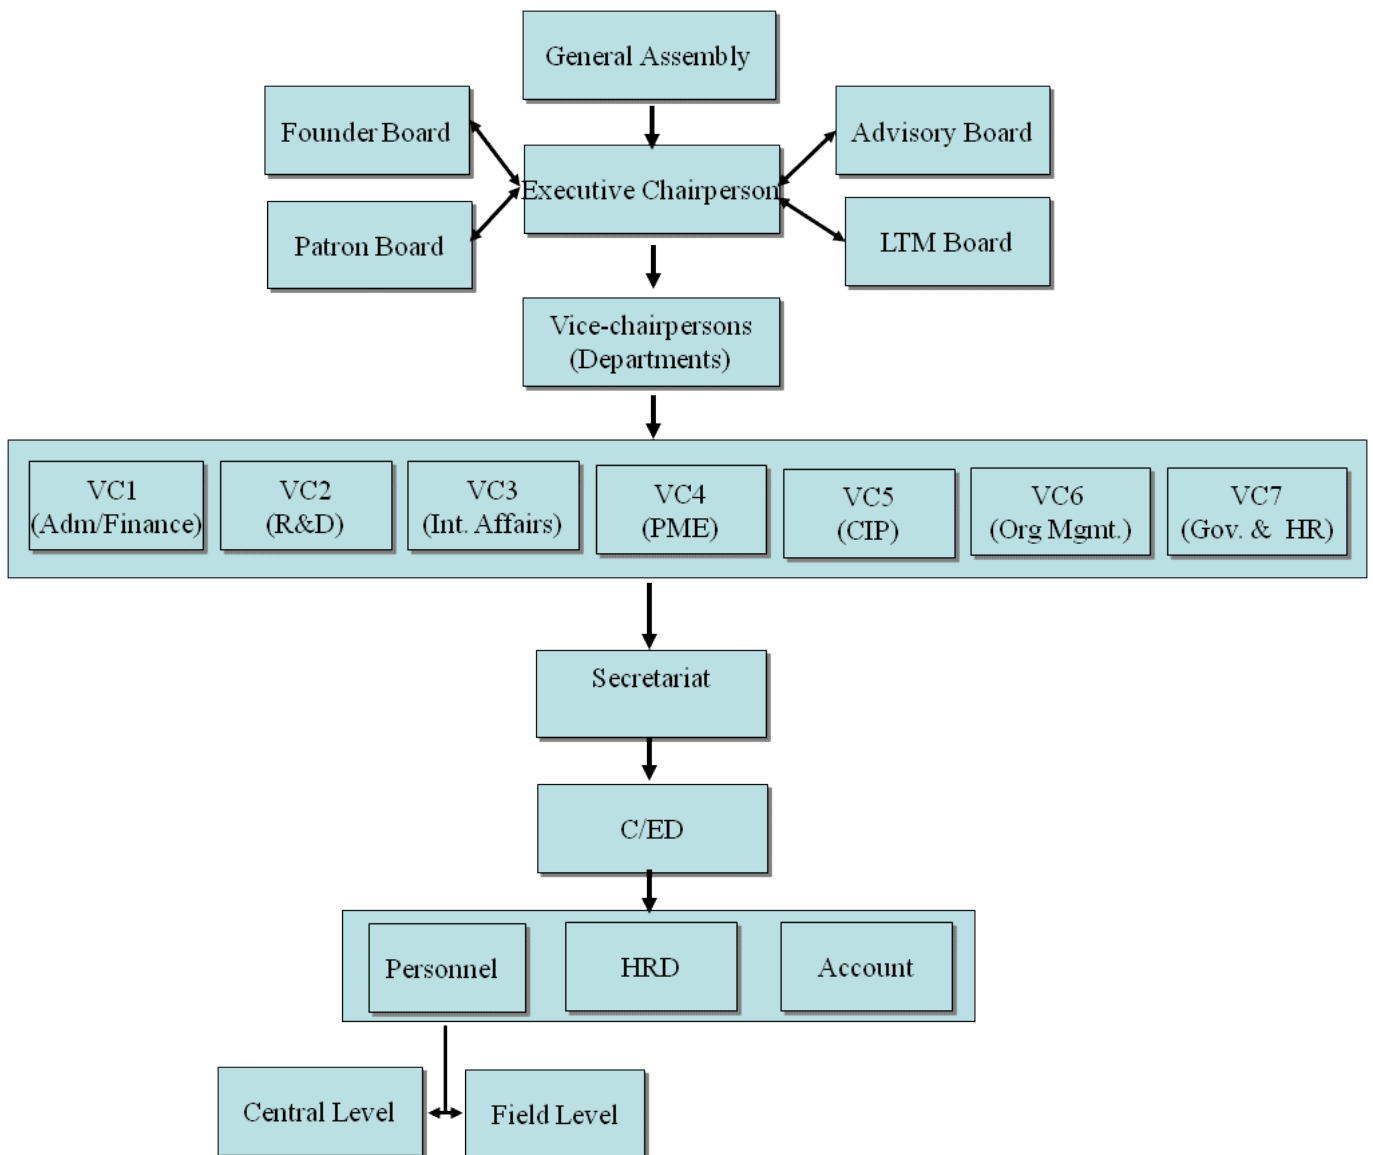 General Assembly
Founder Board
Advisory Board
Executive Chairperson
Patron Board
LTM Board
Vice-chairpersons
(Departments)
VC1
(Adm/Finance)
VC2
(R&D)
VC3
(Int. Affairs)
VC4
(PME)
VC5
(CIP)
VC6
(Org Mgmt.)
VC7
(Gov. & HR)
Secretariat
C/ED
Personnel
HRD
Account
Central Level
Field Level